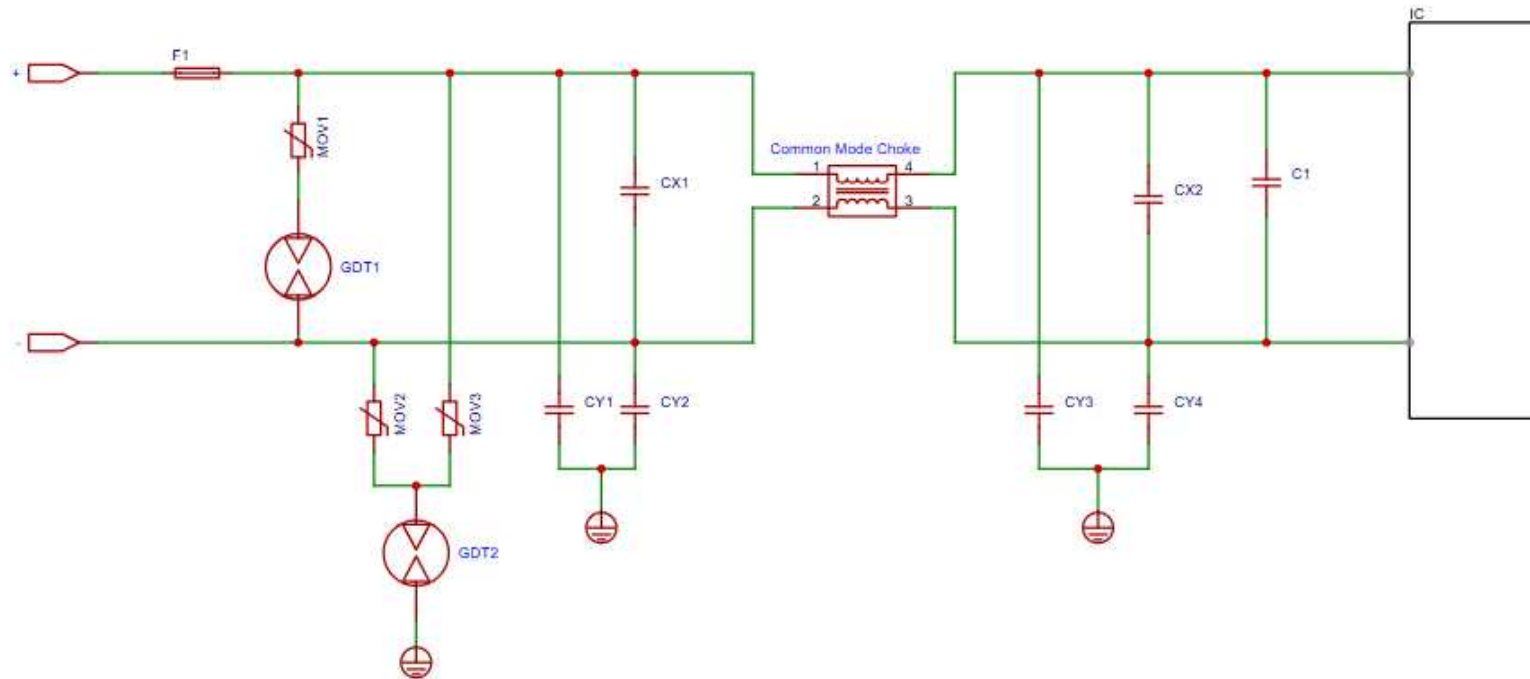 IC
F1
+
MOV1
Common Mode Choke
1 4
CX1
C1
CX2
2 3
GDT1
-
MOV2
MOV3
CY1
CY2
CY3
CY4
GDT2